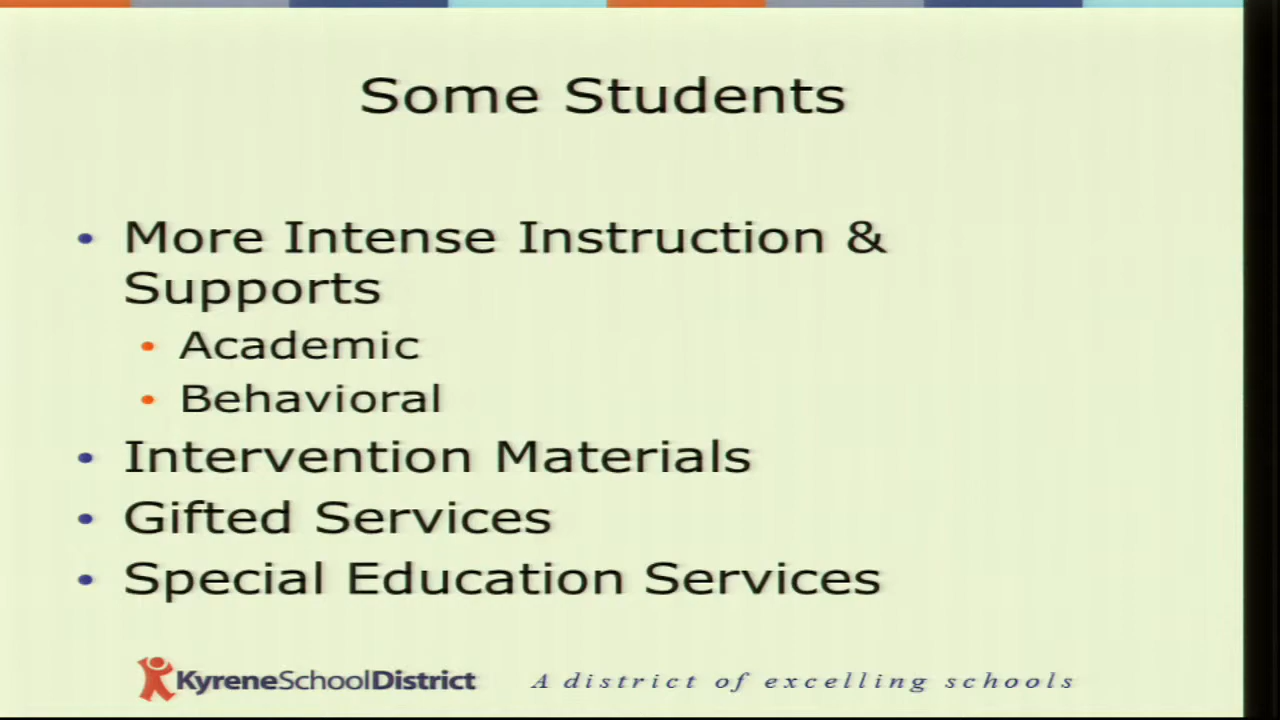 Some Students
• More Intense Instruction &
Supports
• Academic
• Behavioral
• Intervention Materials
• Gifted Services
• Special Education Services
KyreneSchoolDistrict A district of excelling schools